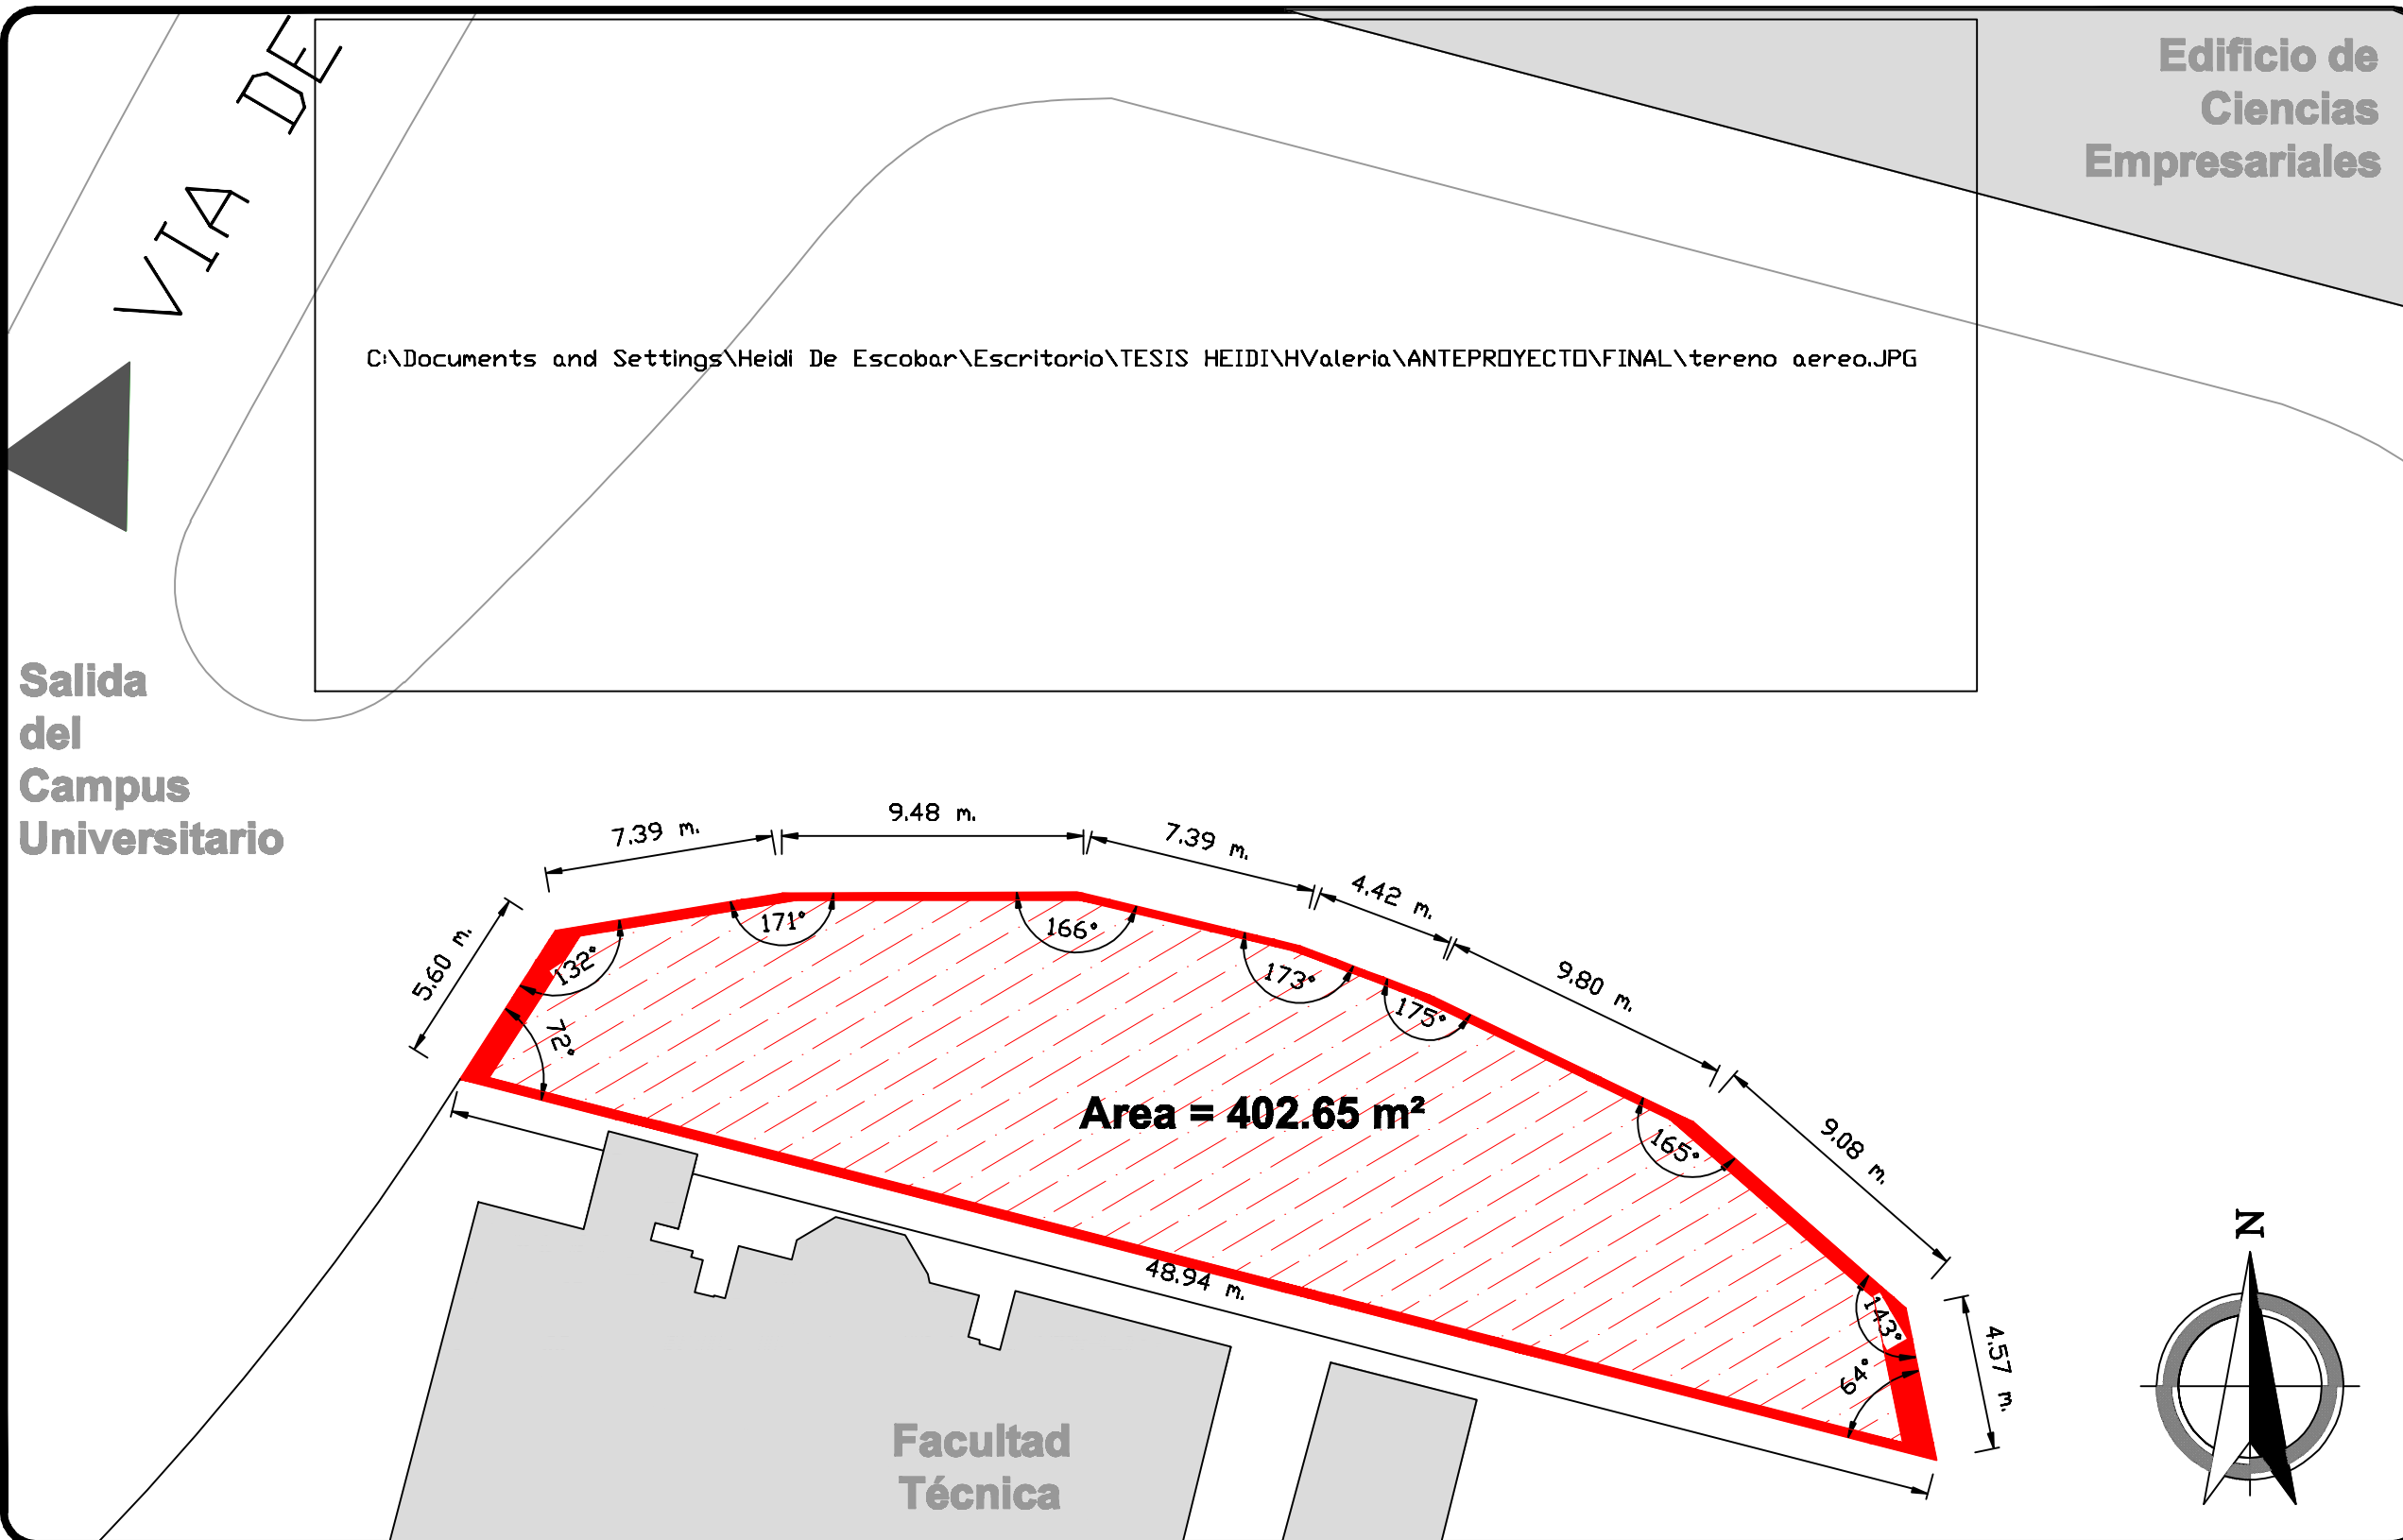 VIA DE
Edificio de
Ciencias
Empresariales
C:\Documents and Settings\Heidi De Escobar\Escritorio\TESIS HEIDI\HValeria\ANTEPROYECTO\FINAL\tereno aereo.JPG
Salida
del
Campus
Universitario
5.60 m.
7.39 m.
9.48 m.
7.39 m.
4.42 m.
9.80 m.
9.08 m.
4.57 m.
48.94 m.
72°
132°
171°
166°
173°
175°
165°
143°
64°
Area = 402.65 m²
Facultad
Técnica
N